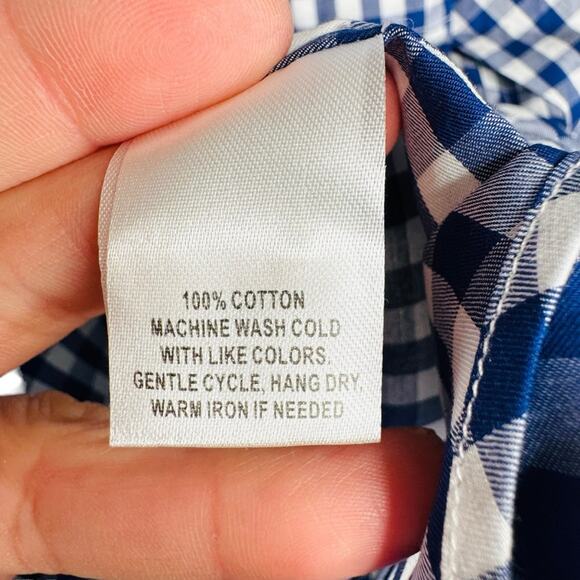 100% COTTON
MACHINE WASH COLD
WITH LIKE COLORS.
GENTLE CYCLE, HANG DRY,
WARM IRON IF NEEDED